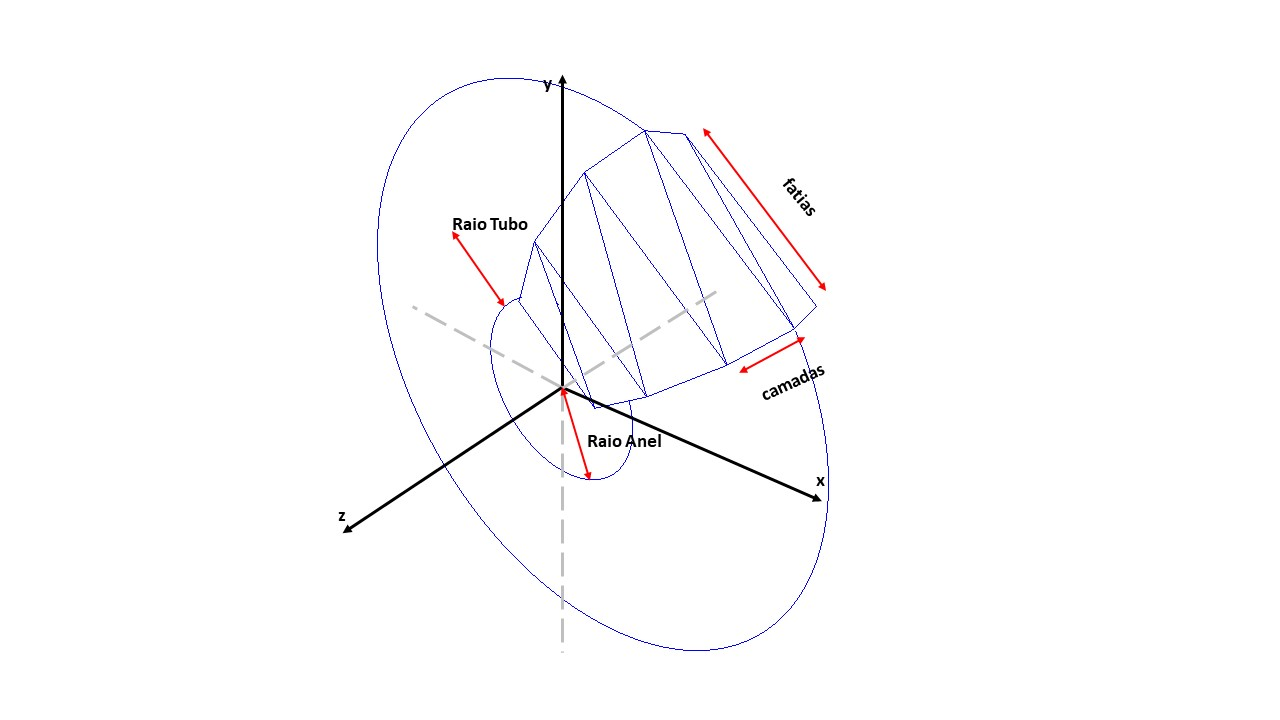 y
fatias
Raio Tubo
camadas
Raio Anel
x
z